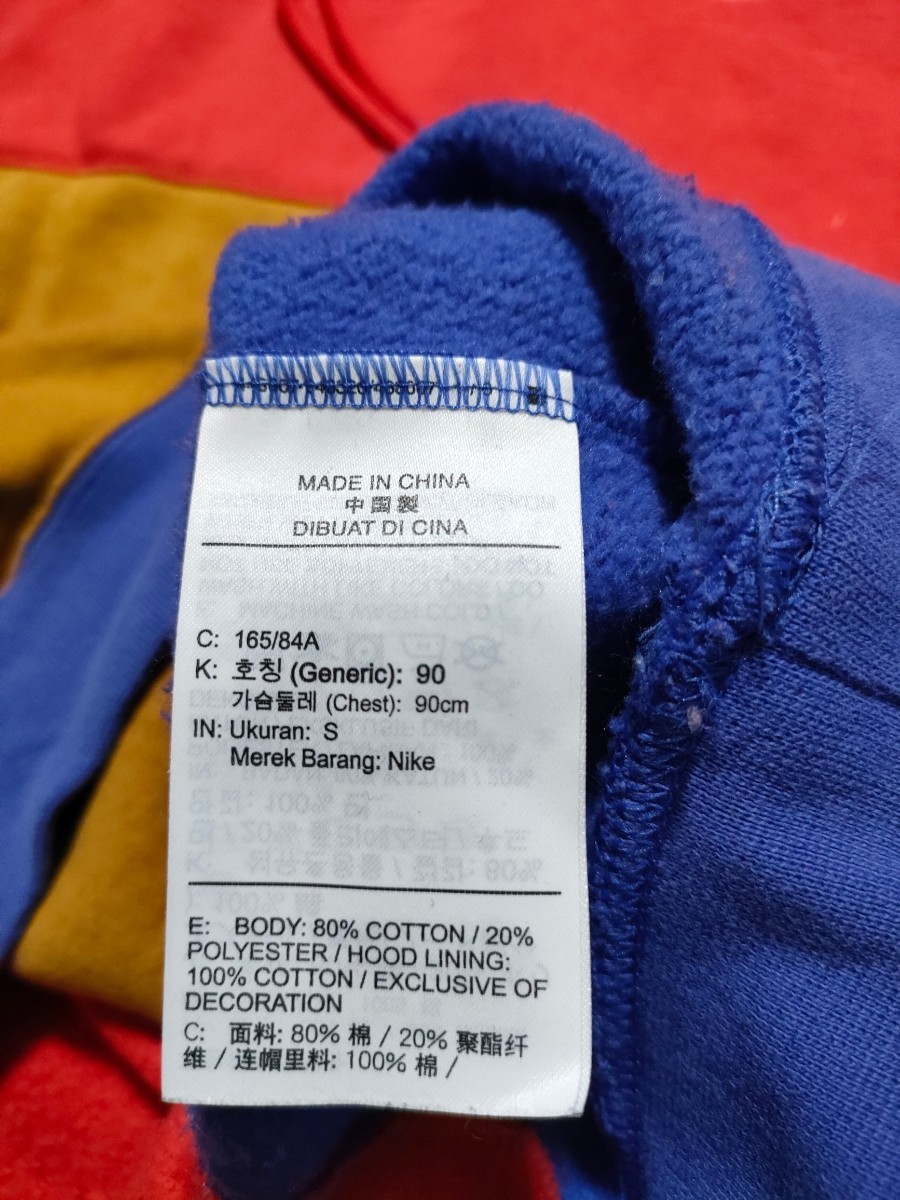 MADE IN CHINA
中国製
DIBUAT DI CINA
C: 165/84A
K: 호칭 (Generic): 90
가슴둘레 (Chest): 90cm
IN: Ukuran: S
Merek Barang: Nike
E: BODY: 80% COTTON / 20%
POLYESTER / HOOD LINING:
100% COTTON / EXCLUSIVE OF
DECORATION
C: 面料: 80% 棉 / 20% 聚酯纤
维 / 连帽里料: 100% 棉 /